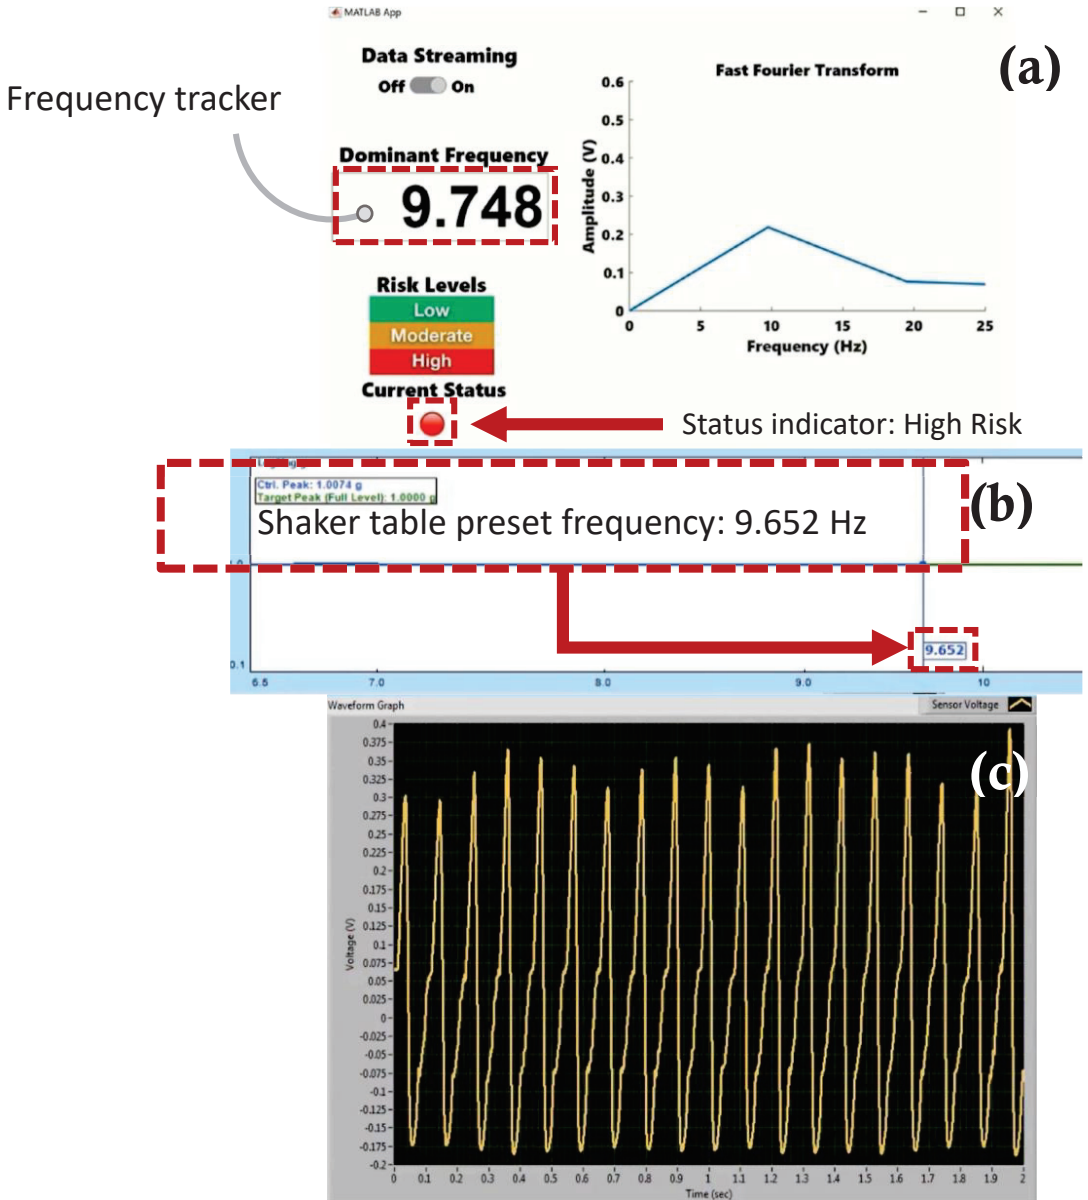 MATLAB App
(a)
Data Streaming
Off On
Frequency tracker
Dominant Frequency
9.748
Risk Levels
Low
Moderate
High
Current Status
Fast Fourier Transform
0.6
0.5
0.4
0.3
0.2
0.1
0
Amplitude (V)
0 5 10 15 20 25
Frequency (Hz)
Status indicator: High Risk
(b)
Ctrl. Peak: 1.0074 g
Target Peak (Full Level): 1.0000 g
Shaker table preset frequency: 9.652 Hz
9.652
0.1
6.5 7.0 8.0 9.0 10
Waveform Graph
Sensor Voltage
(c)
0.4
0.375
0.35
0.325
0.3
0.275
0.25
0.225
0.2
0.175
0.15
0.125
0.1
0.075
0.05
0.025
0
-0.025
-0.05
-0.075
-0.1
-0.125
-0.15
-0.175
-0.2
Voltage (V)
0 0.1 0.2 0.3 0.4 0.5 0.6 0.7 0.8 0.9 1 1.1 1.2 1.3 1.4 1.5 1.6 1.7 1.8 1.9 2
Time (sec)